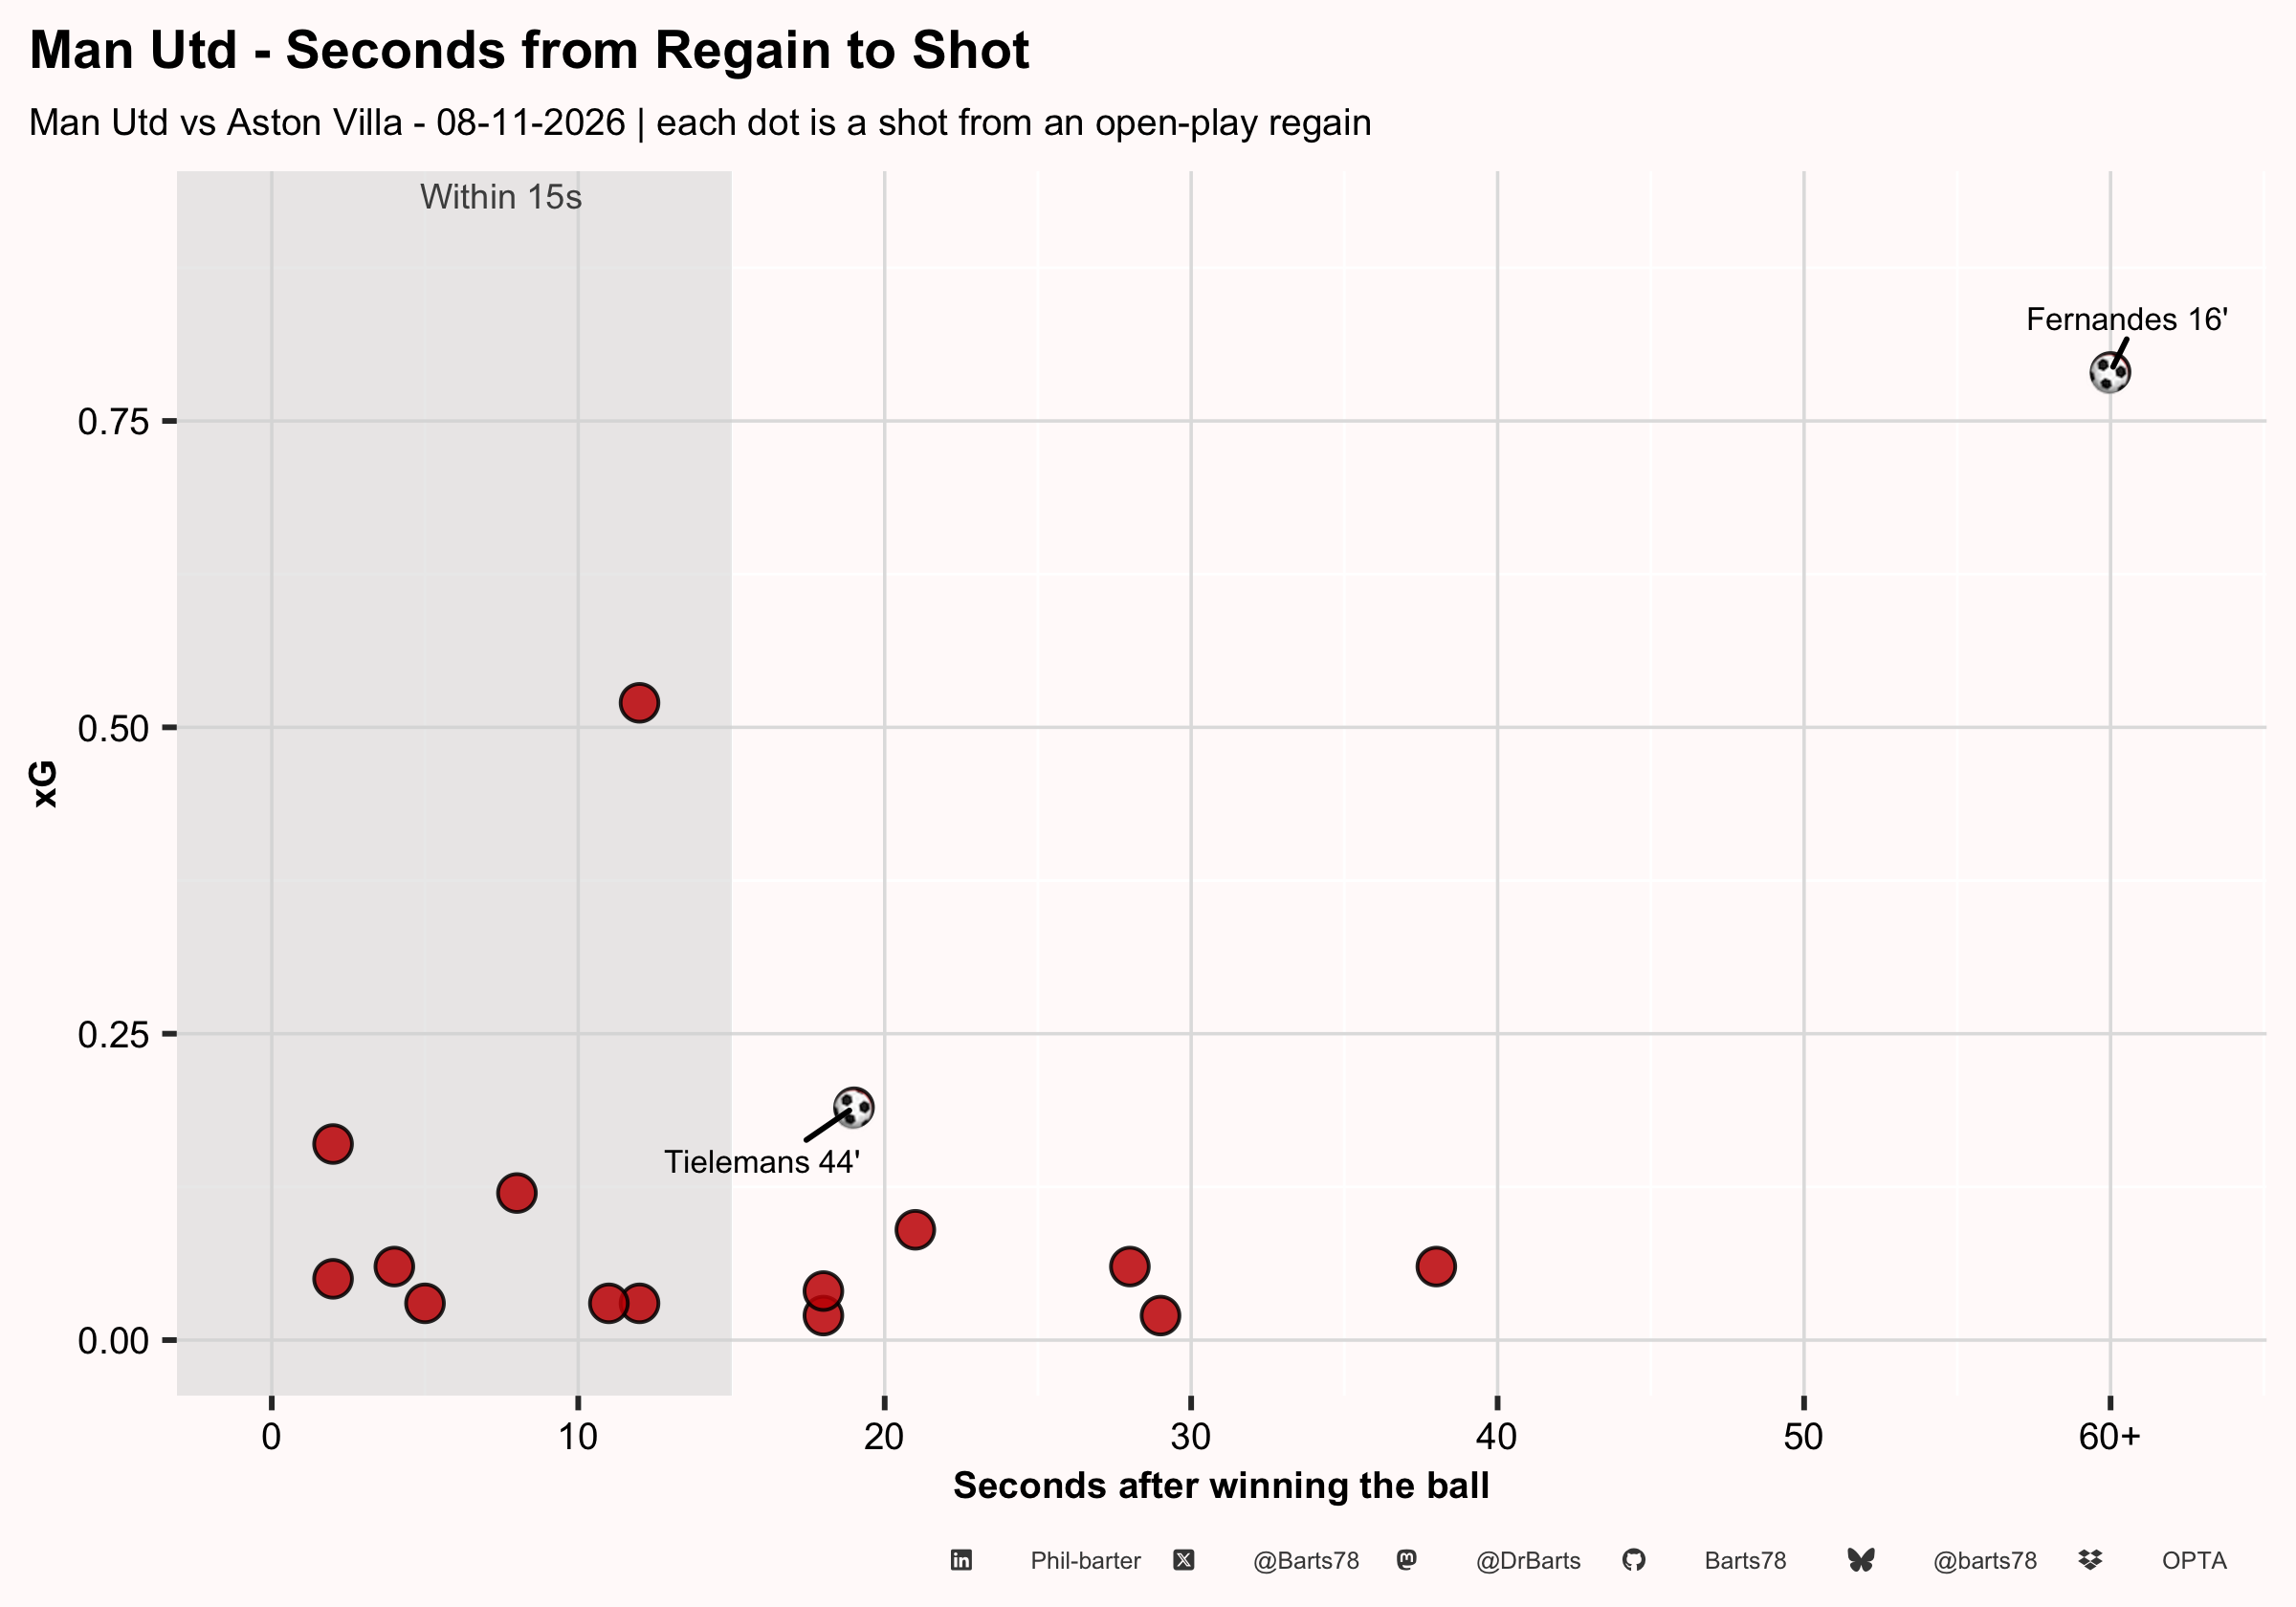 Man Utd - Seconds from Regain to Shot
Man Utd vs Aston Villa - 08-11-2026 | each dot is a shot from an open-play regain
Within 15s
Fernandes 16'
0.75
0.50
xG
0.25
Tielemans 44'
0.00
0 10 20 30 40 50 60+
Seconds after winning the ball
Phil-barter @Barts78 @DrBarts Barts78 @barts78 OPTA